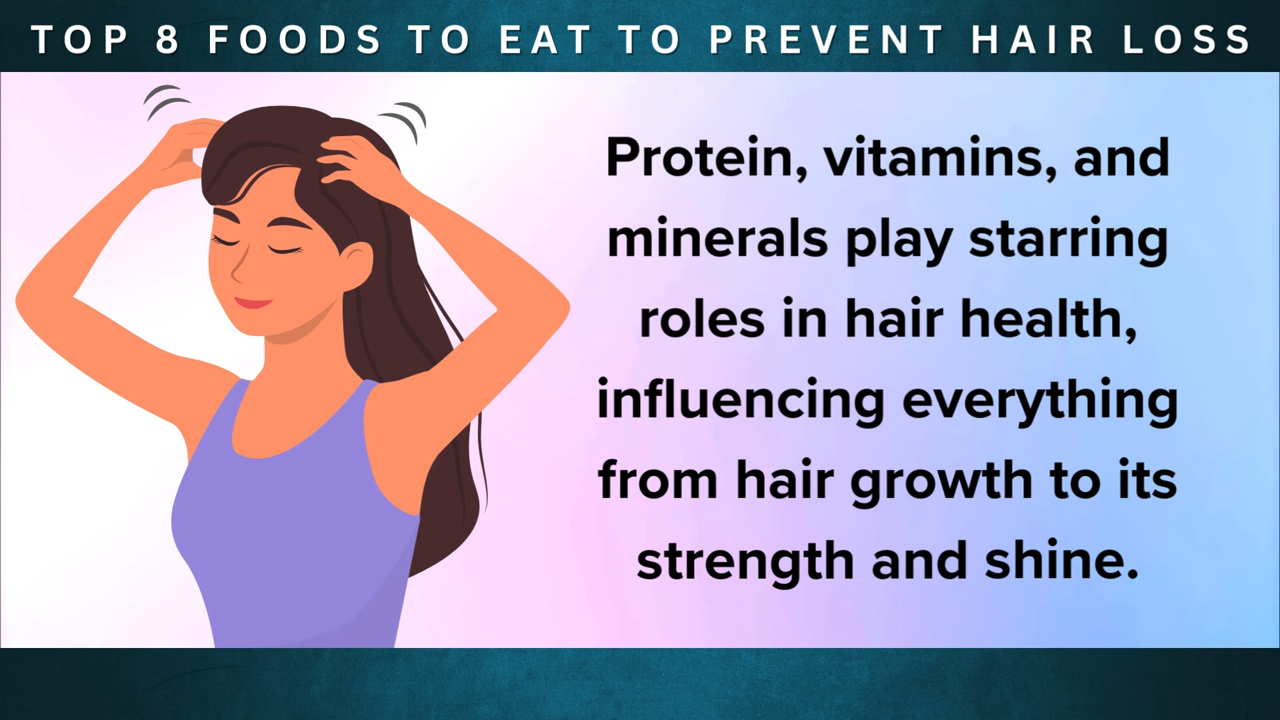 TOP 8 FOODS TO EAT TO PREVENT HAIR LOSS
Protein, vitamins, and
minerals play starring
roles in hair health,
influencing everything
from hair growth to its
strength and shine.